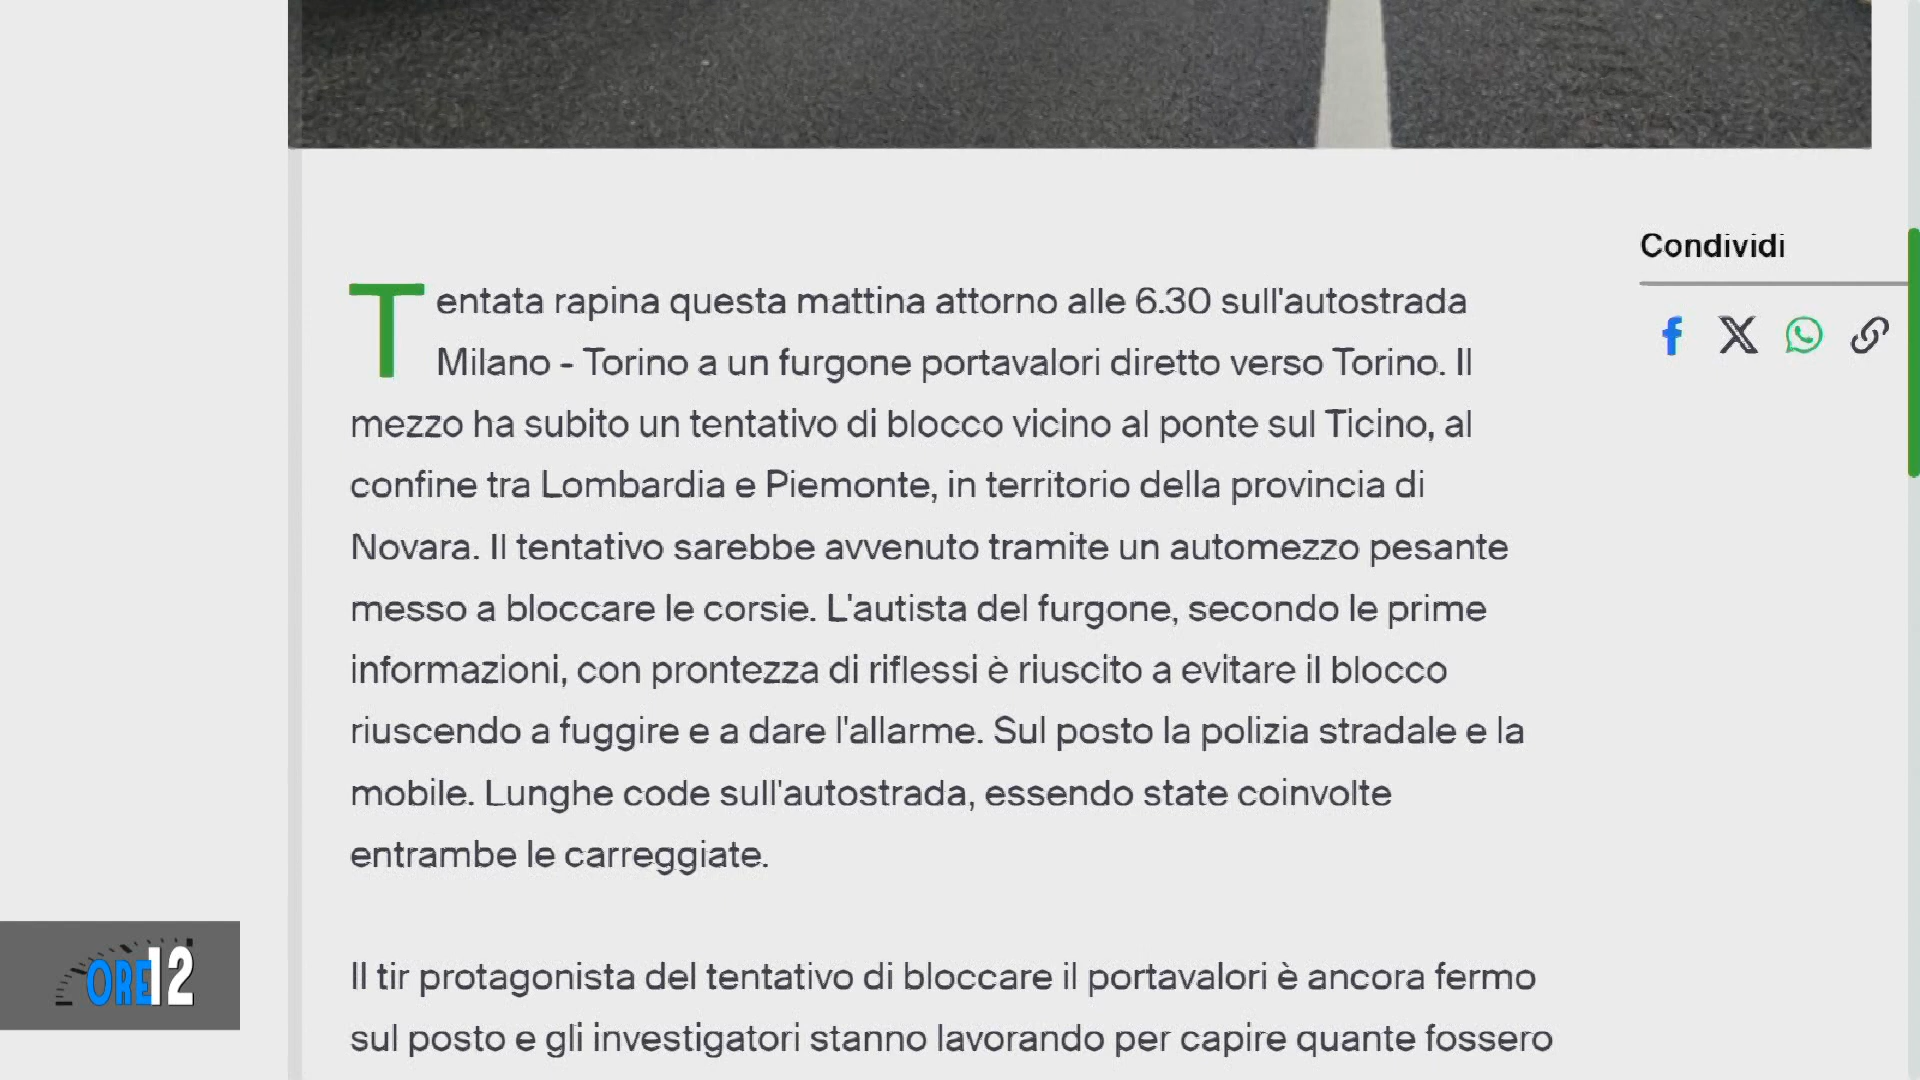 Condividi
Tentata rapina questa mattina attorno alle 6.30 sull'autostrada
Milano - Torino a un furgone portavalori diretto verso Torino. Il
mezzo ha subito un tentativo di blocco vicino al ponte sul Ticino, al
confine tra Lombardia e Piemonte, in territorio della provincia di
Novara. Il tentativo sarebbe avvenuto tramite un automezzo pesante
messo a bloccare le corsie. L'autista del furgone, secondo le prime
informazioni, con prontezza di riflessi è riuscito a evitare il blocco
riuscendo a fuggire e a dare l'allarme. Sul posto la polizia stradale e la
mobile. Lunghe code sull'autostrada, essendo state coinvolte
entrambe le carreggiate.
Il tir protagonista del tentativo di bloccare il portavalori è ancora fermo
sul posto e gli investigatori stanno lavorando per capire quante fossero
ORE12